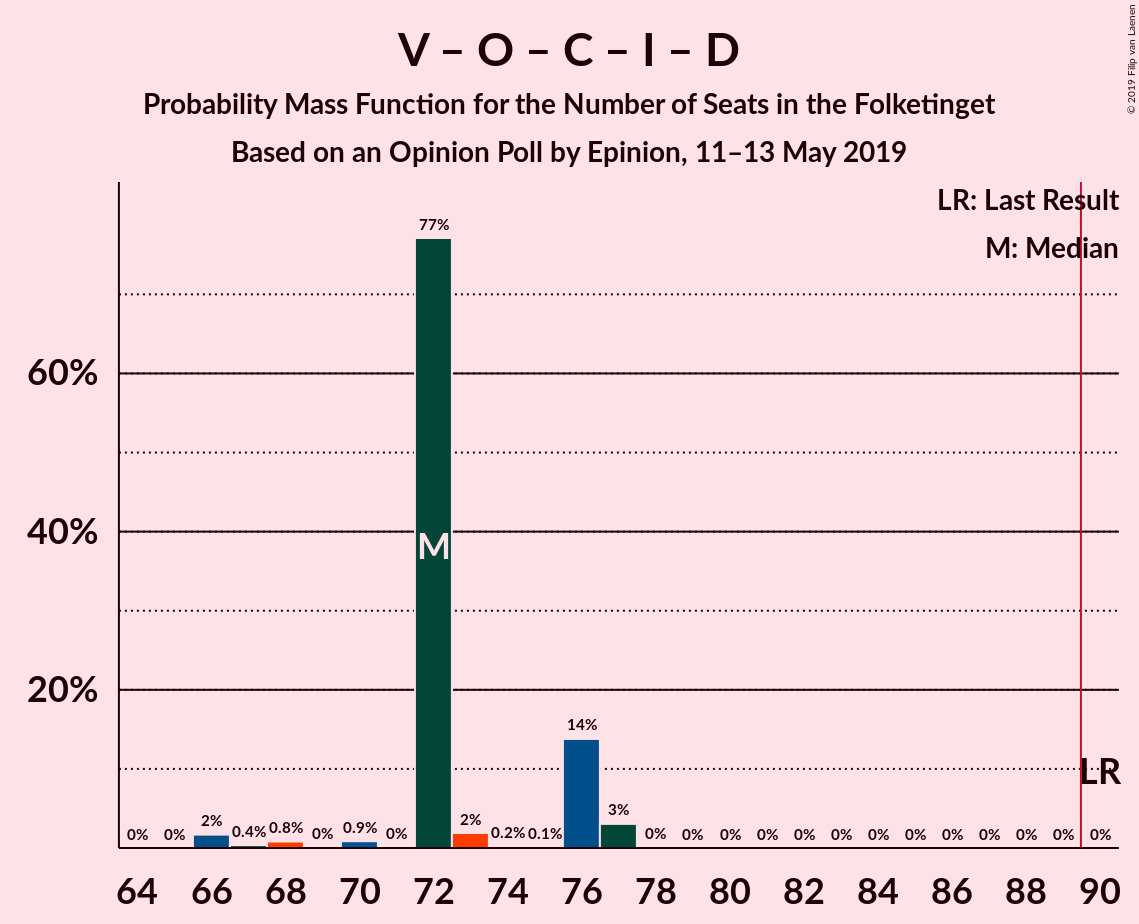 V – O – C – I – D
Probability Mass Function for the Number of Seats in the Folketinget
Based on an Opinion Poll by Epinion, 11–13 May 2019
© 2019 Filip van Laenen
LR: Last Result
M: Median
77%
60%
40%
M
20%
14%
LR
0% 0% 2% 0.4% 0.8% 0% 0.9% 0% 2% 0.2% 0.1% 3% 0% 0% 0% 0% 0% 0% 0% 0% 0% 0% 0% 0% 0%
64 66 68 70 72 74 76 78 80 82 84 86 88 90